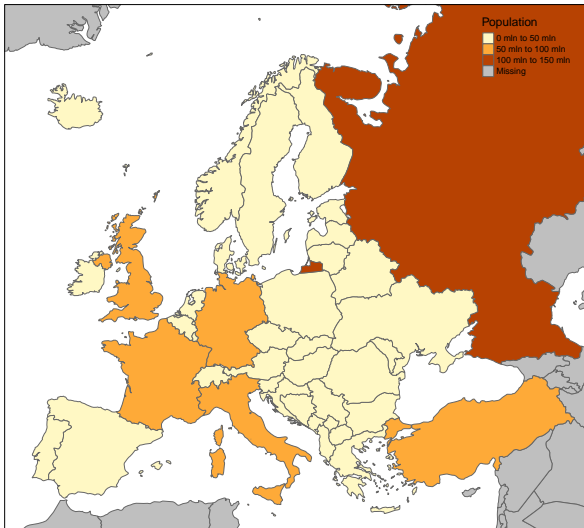 Population
0 mln to 50 mln
50 mln to 100 mln
100 mln to 150 mln
Missing